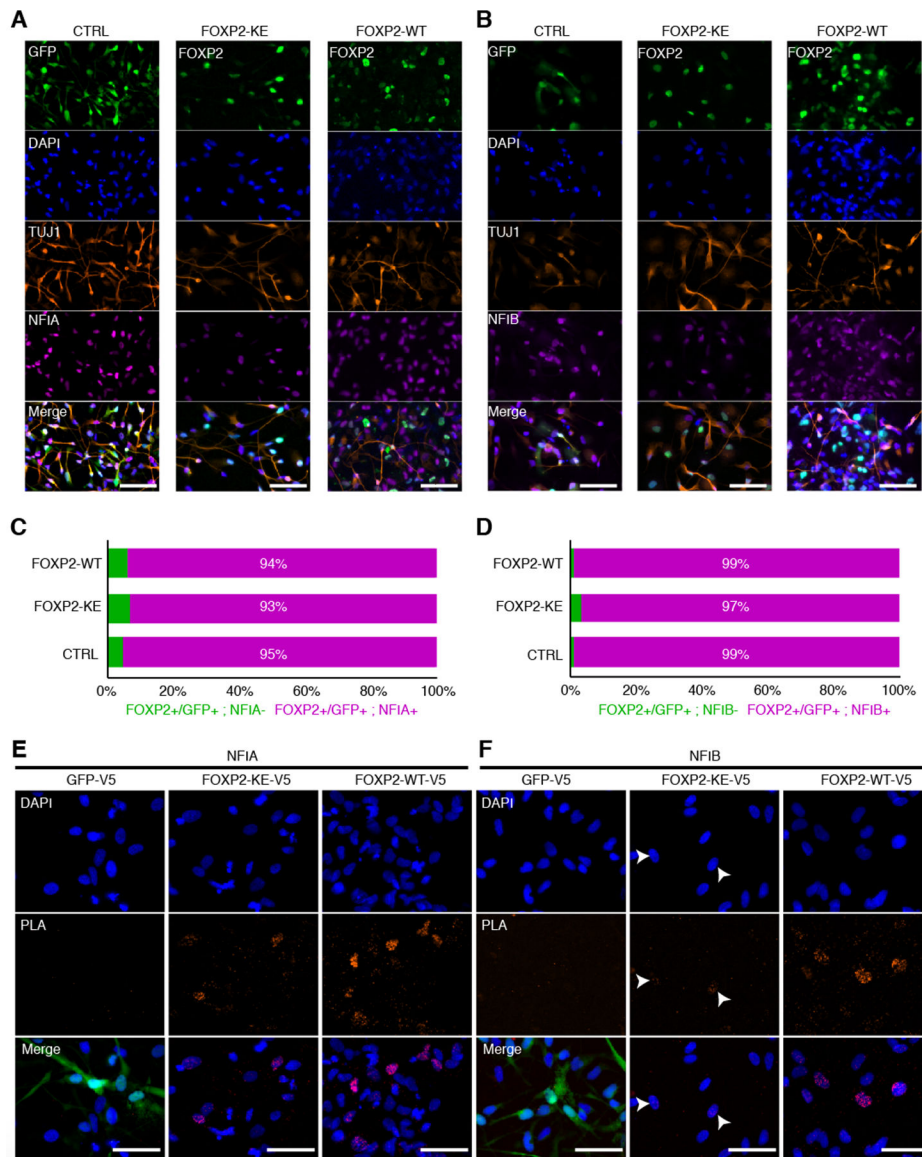 A
B
CTRL FOXP2-KE FOXP2-WT
CTRL FOXP2-KE FOXP2-WT
GFP FOXP2 FOXP2
GFP FOXP2 FOXP2
DAPI
DAPI
TUJ1
TUJ1
NFIA
NFIB
Merge
Merge
C
FOXP2-WT 94%
FOXP2-KE 93%
CTRL 95%
0% 20% 40% 60% 80% 100%
FOXP2+/GFP+ ; NFIA- FOXP2+/GFP+ ; NFIA+
D
FOXP2-WT 99%
FOXP2-KE 97%
CTRL 99%
0% 20% 40% 60% 80% 100%
FOXP2+/GFP+ ; NFIB- FOXP2+/GFP+ ; NFIB+
E
NFIA
GFP-V5 FOXP2-KE-V5 FOXP2-WT-V5
DAPI
PLA
Merge
F
NFIB
GFP-V5 FOXP2-KE-V5 FOXP2-WT-V5
DAPI
PLA
Merge